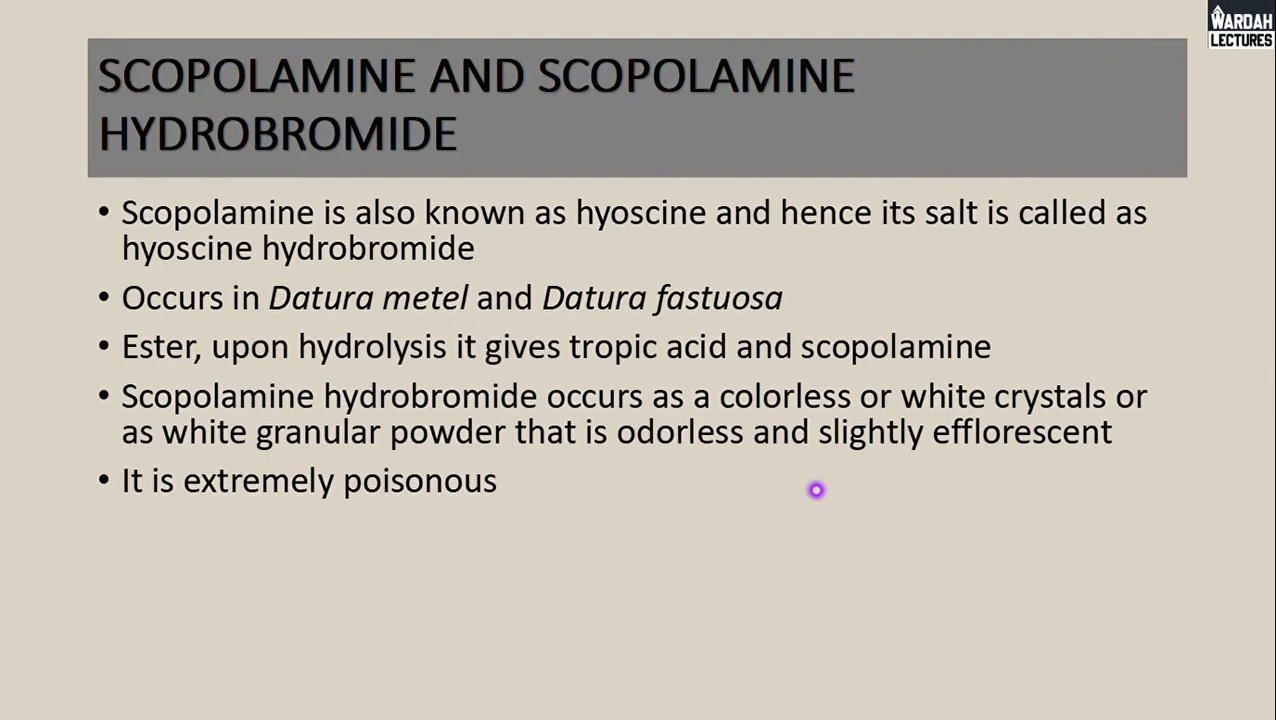 WARDAH
LECTURES
SCOPOLAMINE AND SCOPOLAMINE
HYDROBROMIDE
• Scopolamine is also known as hyoscine and hence its salt is called as
hyoscine hydrobromide
• Occurs in Datura metel and Datura fastuosa
• Ester, upon hydrolysis it gives tropic acid and scopolamine
• Scopolamine hydrobromide occurs as a colorless or white crystals or
as white granular powder that is odorless and slightly efflorescent
• It is extremely poisonous